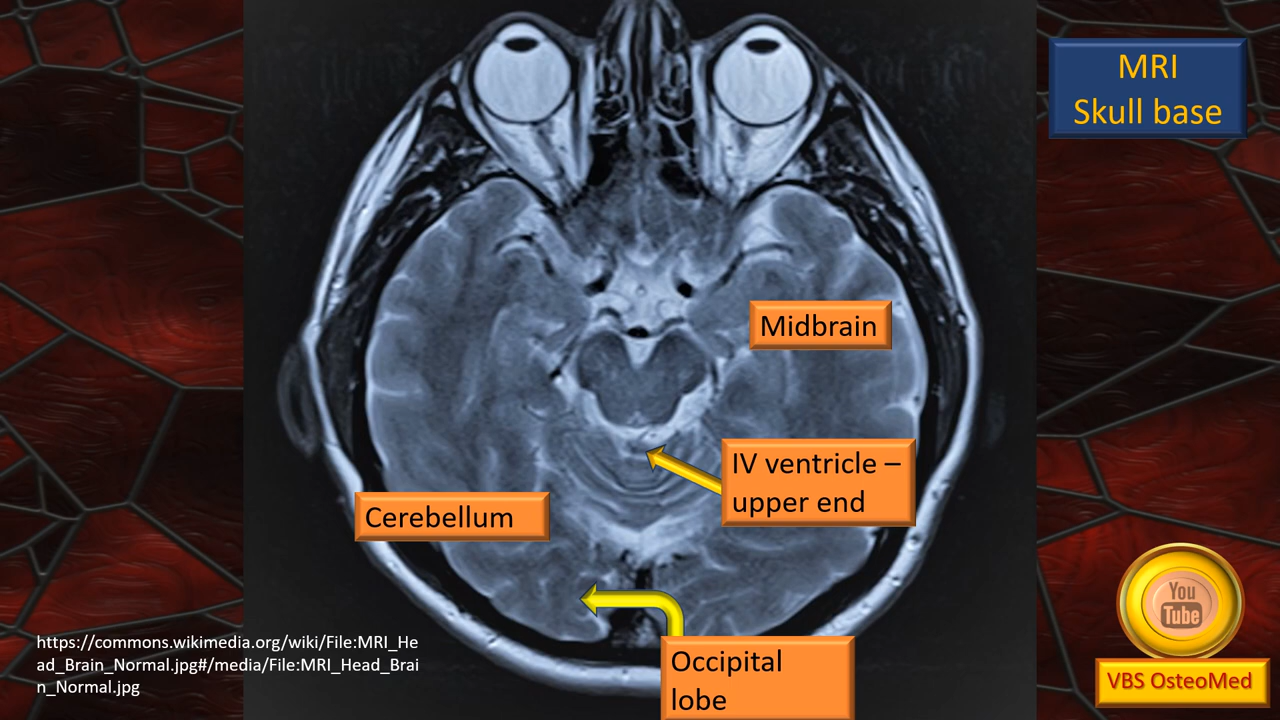 MRI
Skull base
Midbrain
IV ventricle –
upper end
Cerebellum
Occipital
lobe
https://commons.wikimedia.org/wiki/File:MRI_He
ad_Brain_Normal.jpg#/media/File:MRI_Head_Brai
n_Normal.jpg
You
Tube
VBS OsteoMed